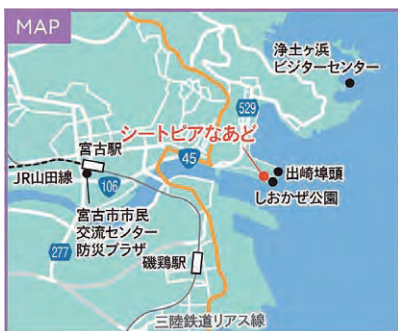 MAP
浄土ヶ浜
ビジターセンター
529
シートピアなあど
宮古駅
45
出崎埠頭
JR山田線
106
しおかぜ公園
宮古市市民
交流センター
防災プラザ
277
磯鶏駅
三陸鉄道リアス線